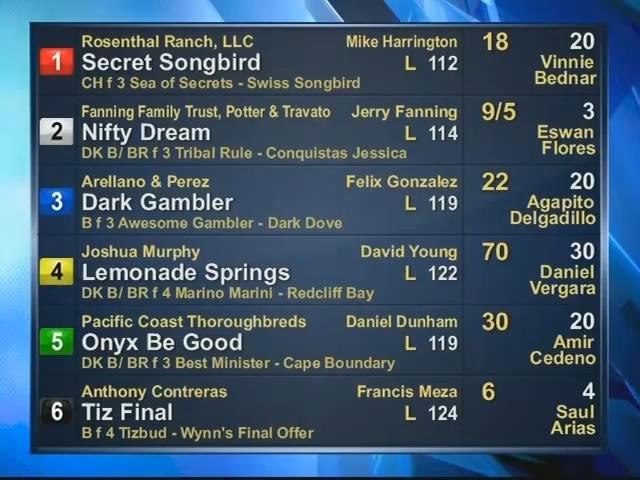 1
Rosenthal Ranch, LLC Mike Harrington 18 20
Secret Songbird L 112 Vinnie
CH f 3 Sea of Secrets - Swiss Songbird Bednar
2
Fanning Family Trust, Potter & Travato Jerry Fanning 9/5 3
Nifty Dream L 114 Eswan
DK B/ BR f 3 Tribal Rule - Conquistas Jessica Flores
3
Arellano & Perez Felix Gonzalez 22 20
Dark Gambler L 119 Agapito
B f 3 Awesome Gambler - Dark Dove Delgadillo
4
Joshua Murphy David Young 70 30
Lemonade Springs L 122 Daniel
DK B/ BR f 4 Marino Marini - Redcliff Bay Vergara
5
Pacific Coast Thoroughbreds Daniel Dunham 30 20
Onyx Be Good L 119 Amir
DK B/ BR f 3 Best Minister - Cape Boundary Cedeno
6
Anthony Contreras Francis Meza 6 4
Tiz Final L 124 Saul
B f 4 Tizbud - Wynn's Final Offer Arias